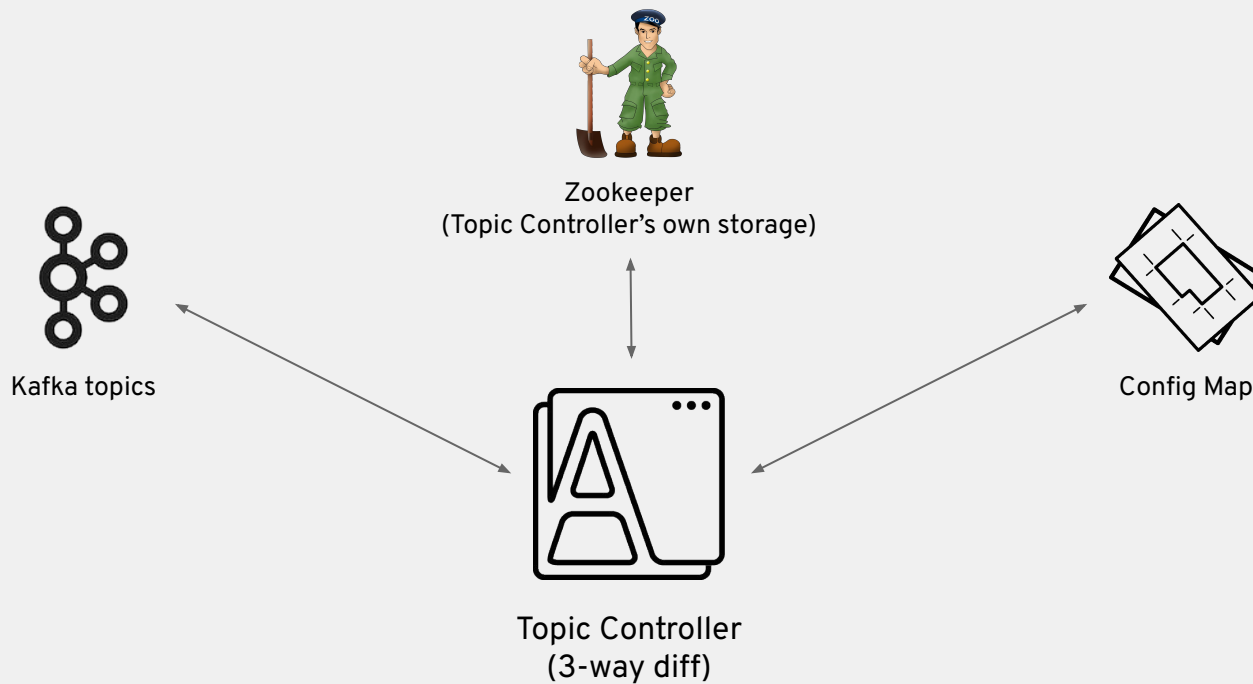 ZOO
Zookeeper
(Topic Controller’s own storage)
Kafka topics
Config Map
Topic Controller
(3-way diff)